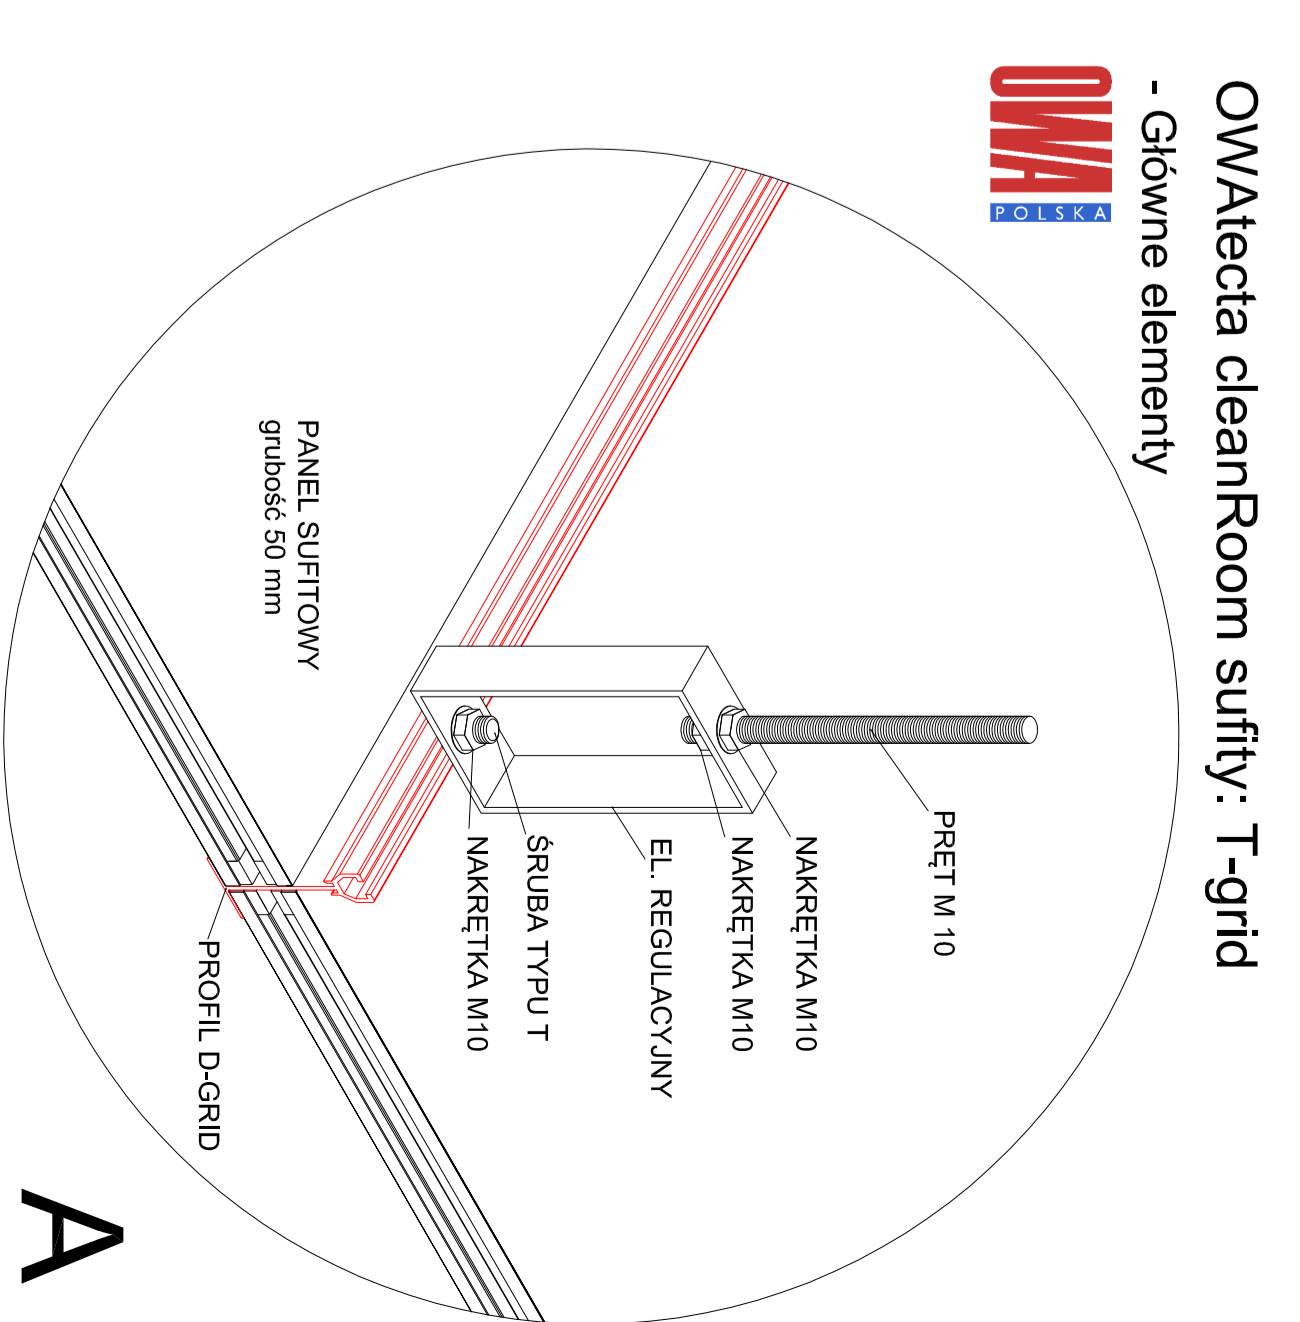 OWAtecta cleanRoom sufity: T-grid
- Główne elementy
OWA
POLSKA
PRĘT M 10
NAKRĘTKA M10
NAKRĘTKA M10
EL. REGULACYJNY
ŚRUBA TYPU T
NAKRĘTKA M10
PANEL SUFITOWY
grubość 50 mm
PROFIL D-GRID
A